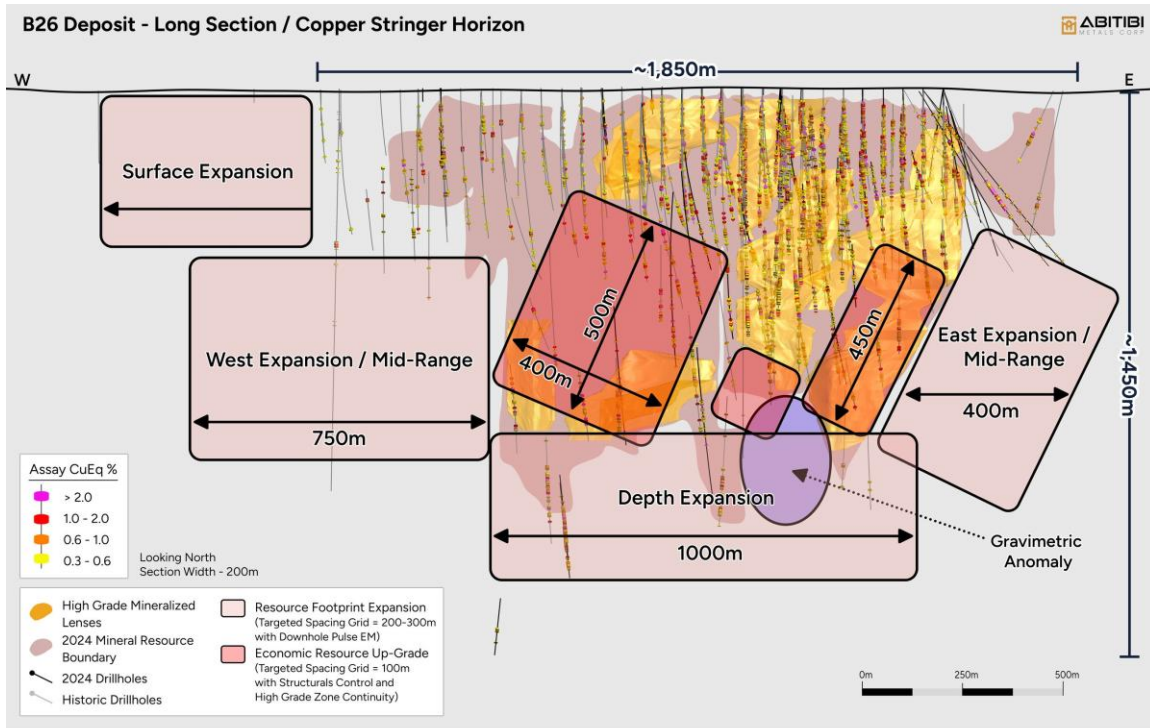 B26 Deposit - Long Section / Copper Stringer Horizon
ABITIBI
METALS CORP
W
~1,850m
E
Surface Expansion
West Expansion / Mid-Range
750m
500m
400m
450m
East Expansion /
Mid-Range
400m
~1,450m
Depth Expansion
1000m
Gravimetric
Anomaly
Assay CuEq %
> 2.0
1.0 - 2.0
0.6 - 1.0
0.3 - 0.6
Looking North
Section Width - 200m
High Grade Mineralized
Lenses
2024 Mineral Resource
Boundary
2024 Drillholes
Historic Drillholes
Resource Footprint Expansion
(Targeted Spacing Grid = 200-300m
with Downhole Pulse EM)
Economic Resource Up-Grade
(Targeted Spacing Grid = 100m
with Structurals Control and
High Grade Zone Continuity)
0m
250m
500m